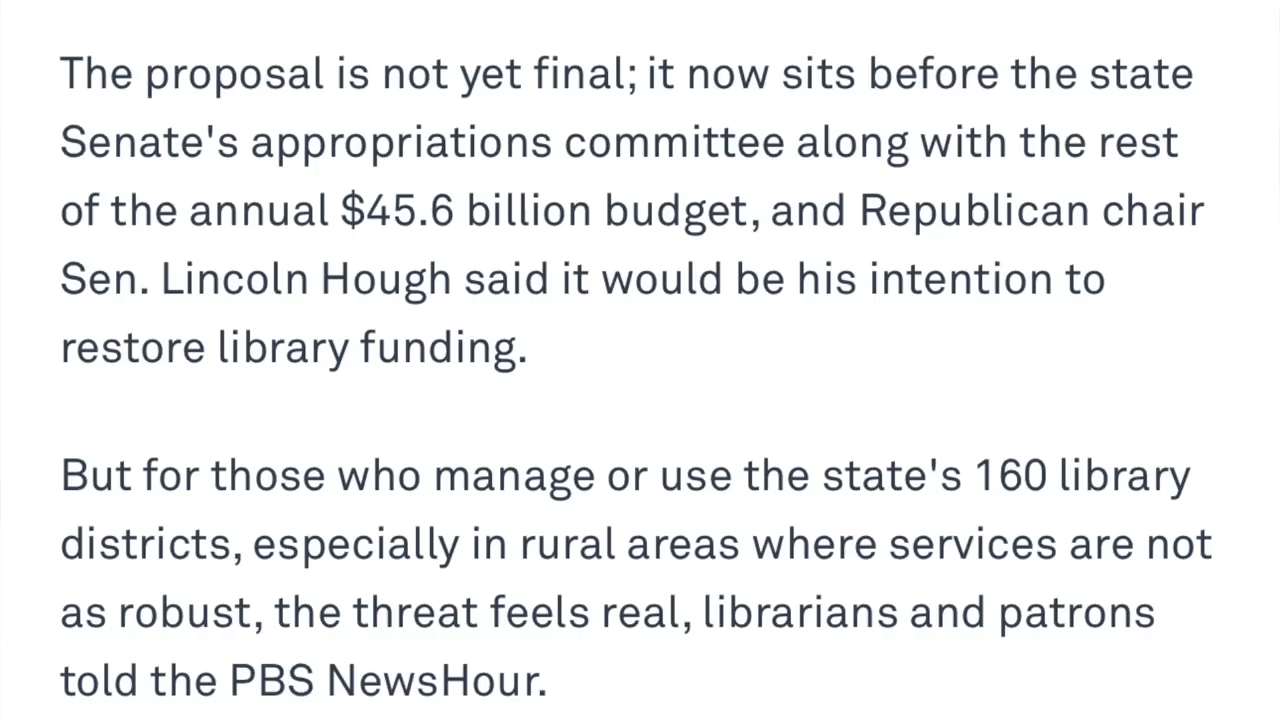 The proposal is not yet final; it now sits before the state
Senate's appropriations committee along with the rest
of the annual $45.6 billion budget, and Republican chair
Sen. Lincoln Hough said it would be his intention to
restore library funding.
But for those who manage or use the state's 160 library
districts, especially in rural areas where services are not
as robust, the threat feels real, librarians and patrons
told the PBS NewsHour.